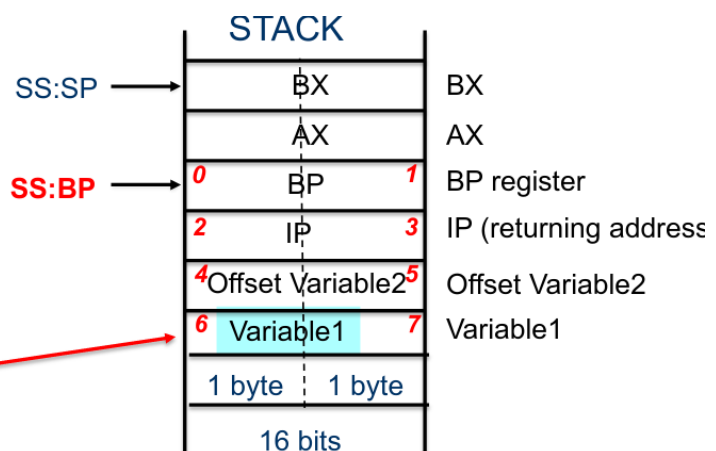 STACK
SS:SP BX BX
AX AX
SS:BP 0 BP 1 BP register
2 IP 3 IP (returning address
4 Offset Variable2 5 Offset Variable2
6 Variable1 7 Variable1
1 byte 1 byte
16 bits